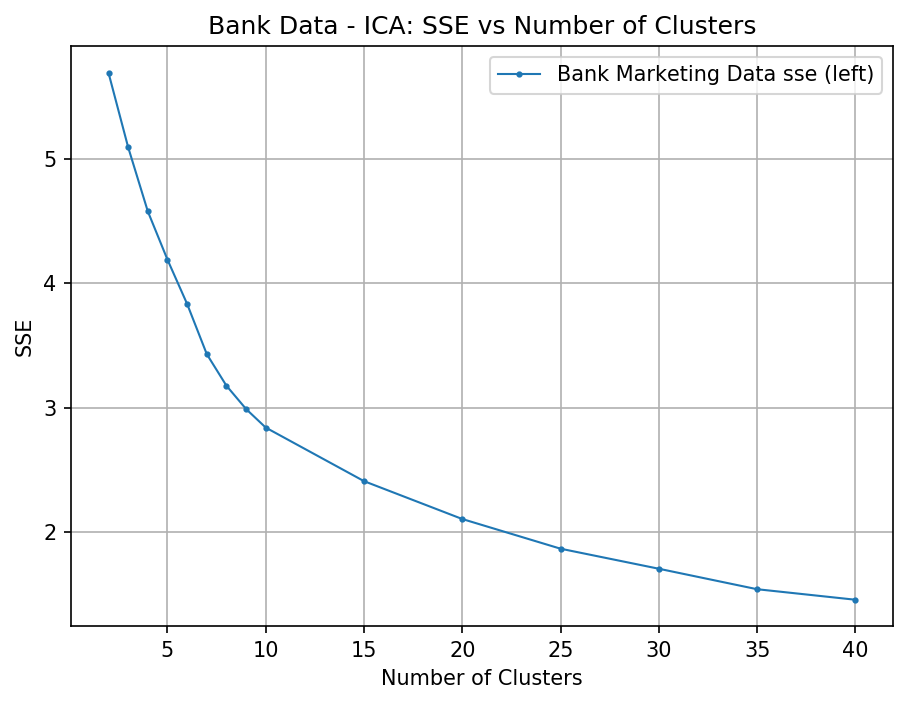 Bank Data - ICA: SSE vs Number of Clusters
Bank Marketing Data sse (left)
SSE
5
4
3
2
5 10 15 20 25 30 35 40
Number of Clusters